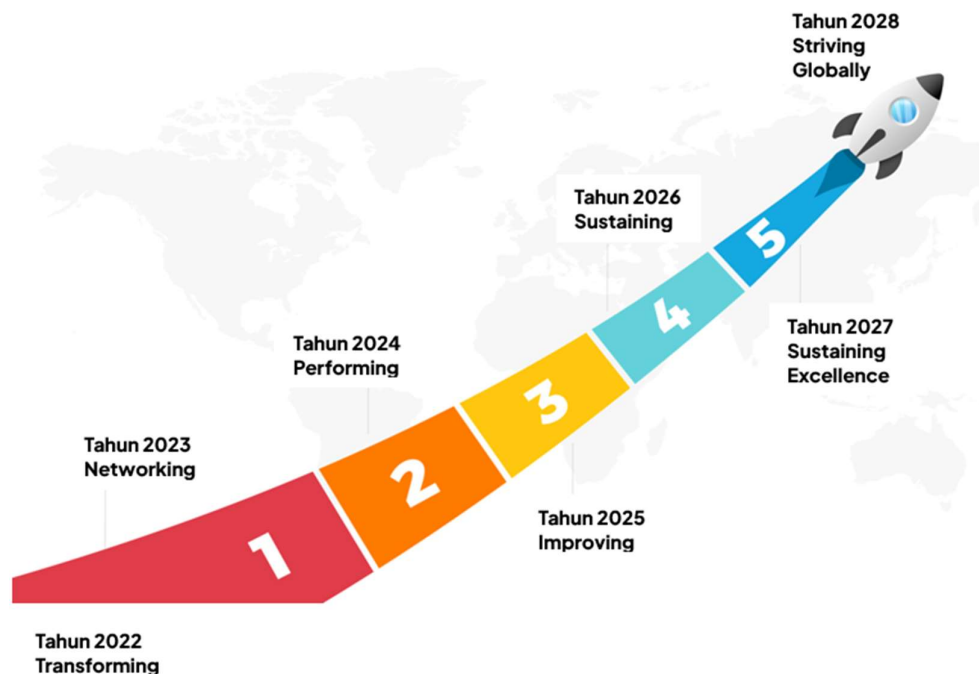 Tahun 2028
Striving
Globally
Tahun 2026
Sustaining
5
4
Tahun 2027
Sustaining
Excellence
Tahun 2024
Performing
3
Tahun 2023
Networking
2
Tahun 2025
Improving
1
Tahun 2022
Transforming